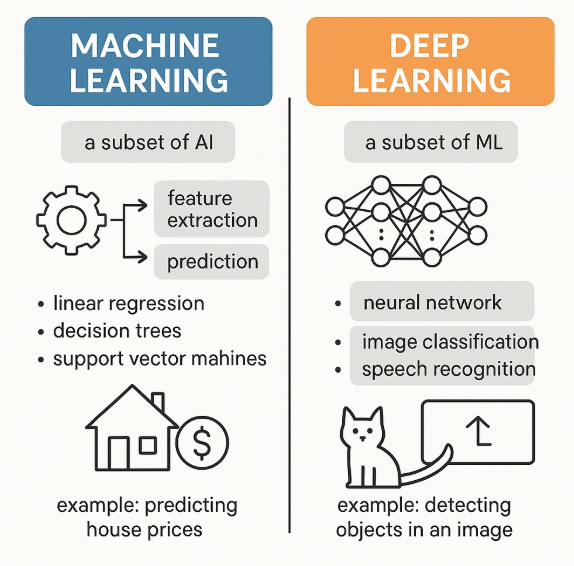 MACHINE
LEARNING
a subset of AI
feature
extraction
prediction
• linear regression
• decision trees
• support vector mahines
$
example: predicting
house prices
DEEP
LEARNING
a subset of ML
• neural network
• image classification
• speech recognition
example: detecting
objects in an image